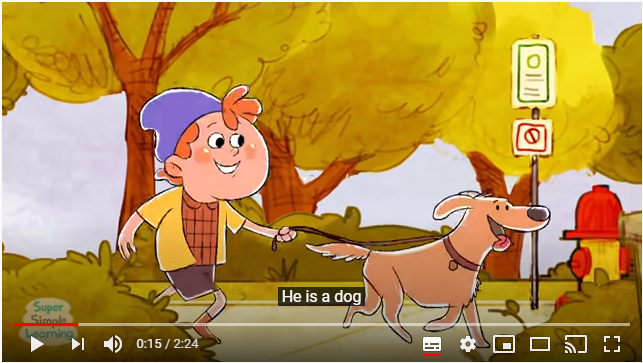 He is a dog
Super
Simple
Learning
0:15 / 2:24